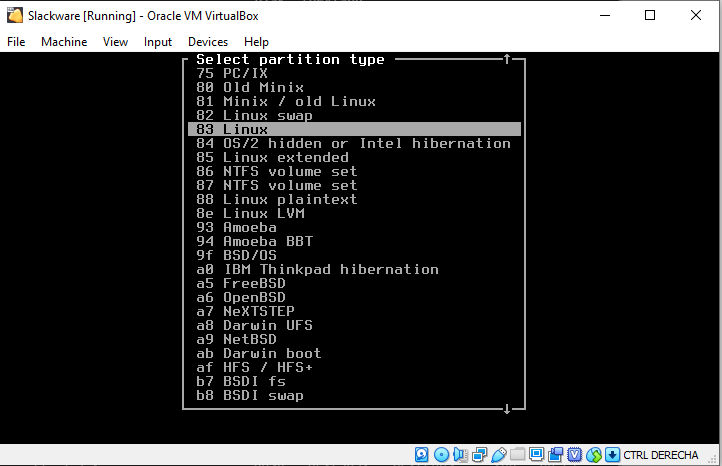 Slackware [Running] - Oracle VM VirtualBox
File Machine View Input Devices Help
Select partition type
75 PC/IX
80 Old Minix
81 Minix / old Linux
82 Linux swap
83 Linux
84 OS/2 hidden or Intel hibernation
85 Linux extended
86 NTFS volume set
87 NTFS volume set
88 Linux plaintext
8e Linux LVM
93 Amoeba
94 Amoeba BBT
9f BSD/OS
a0 IBM Thinkpad hibernation
a5 FreeBSD
a6 OpenBSD
a7 NeXTSTEP
a8 Darwin UFS
a9 NetBSD
ab Darwin boot
af HFS / HFS+
b7 BSDI fs
b8 BSDI swap
CTRL DERECHA